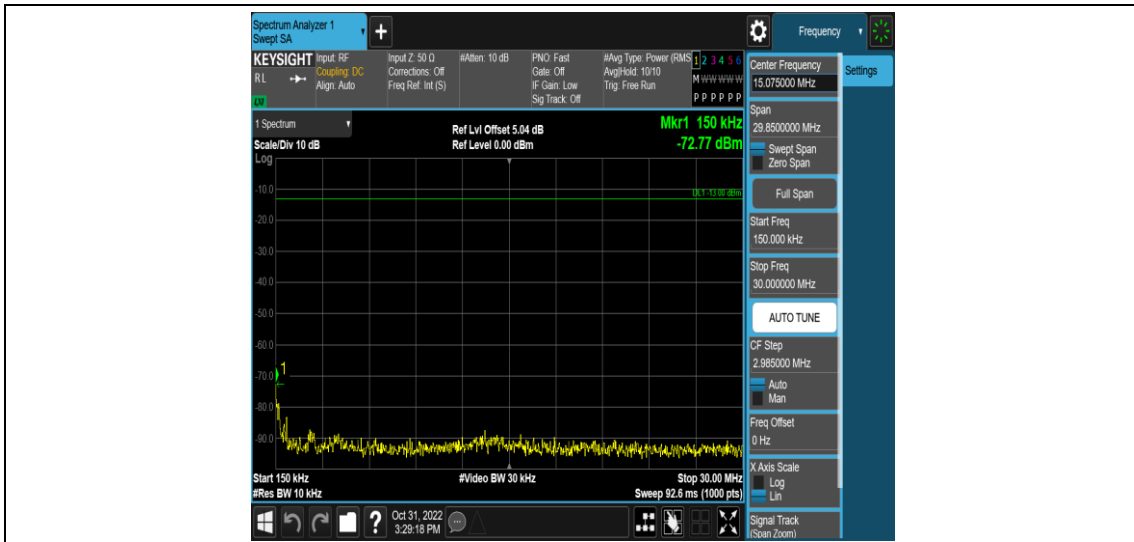 Spectrum Analyzer 1
Swept SA
+
Frequency
KEYSIGHT
RL
LXI
Input: RF
Coupling: DC
Align: Auto
Input Z: 50 Ω
Corrections: Off
Freq Ref: Int (S)
#Atten: 10 dB
PNO: Fast
Gate: Off
IF Gain: Low
Sig Track: Off
#Avg Type: Power (RMS
Avg|Hold: 10/10
Trig: Free Run
1 2 3 4 5 6
M W W W W W
P P P P P P
1 Spectrum
Scale/Div 10 dB
Ref Lvl Offset 5.04 dB
Ref Level 0.00 dBm
Mkr1 150 kHz
-72.77 dBm
Log
DL1 -13.00 dBm
-10.0
-20.0
-30.0
-40.0
-50.0
-60.0
-70.0
1
-80.0
-90.0
Start 150 kHz
#Video BW 30 kHz
Stop 30.00 MHz
#Res BW 10 kHz
Sweep 92.6 ms (1000 pts)
Center Frequency
15.075000 MHz
Settings
Span
29.8500000 MHz
Swept Span
Zero Span
Full Span
Start Freq
150.000 kHz
Stop Freq
30.000000 MHz
AUTO TUNE
CF Step
2.985000 MHz
Auto
Man
Freq Offset
0 Hz
X Axis Scale
Log
Lin
Signal Track
(Span Zoom)
?
Oct 31, 2022
3:29:18 PM